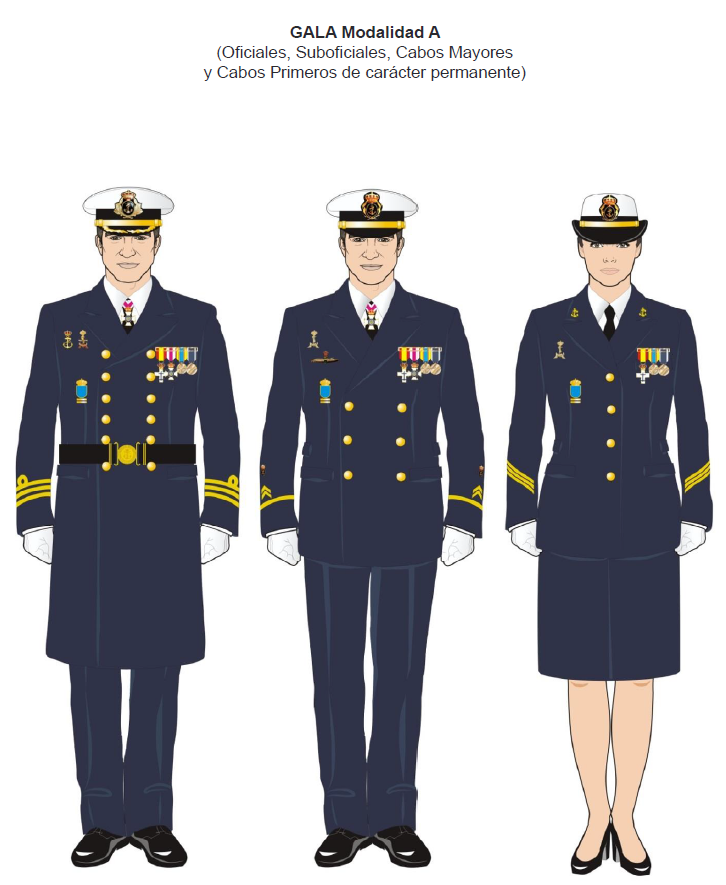 GALA Modalidad A
(Oficiales, Suboficiales, Cabos Mayores
y Cabos Primeros de carácter permanente)